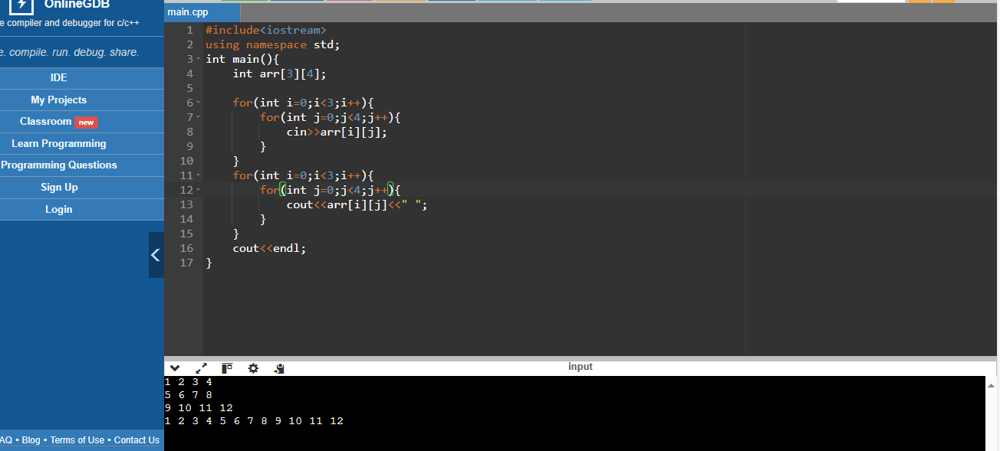 OnlineGDB
e compiler and debugger for c/c++
e. compile. run. debug. share.
IDE
My Projects
Classroom new
Learn Programming
Programming Questions
Sign Up
Login
AQ • Blog • Terms of Use • Contact Us
main.cpp
1 #include<iostream>
2 using namespace std;
3 int main(){
4     int arr[3][4];
5
6     for(int i=0;i<3;i++){
7         for(int j=0;j<4;j++){
8             cin>>arr[i][j];
9         }
10     }
11     for(int i=0;i<3;i++){
12         for(int j=0;j<4;j++){
13             cout<<arr[i][j]<<" ";
14         }
15     }
16     cout<<endl;
17 }
input
1 2 3 4
5 6 7 8
9 10 11 12
1 2 3 4 5 6 7 8 9 10 11 12